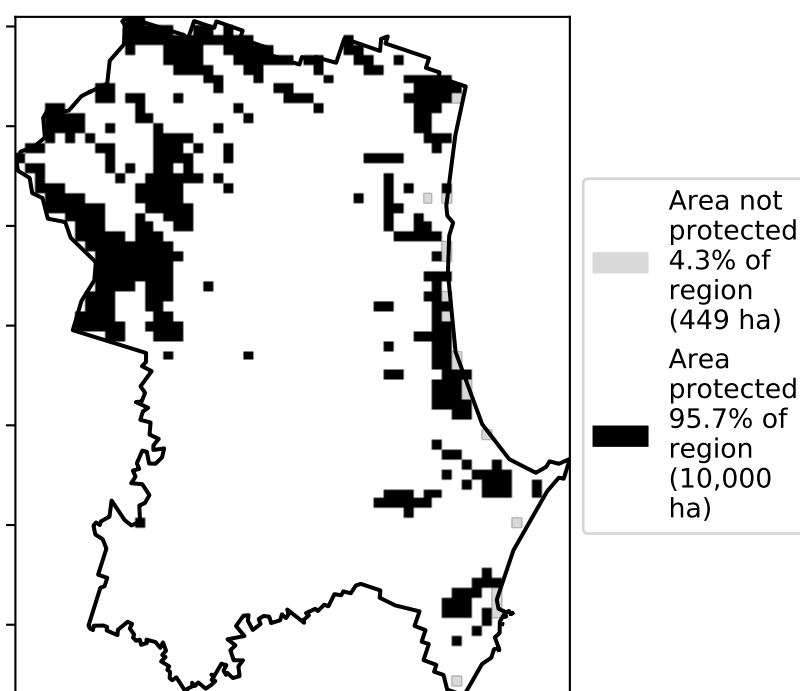 Area not
protected
4.3% of
region
(449 ha)
Area
protected
95.7% of
region
(10,000
ha)